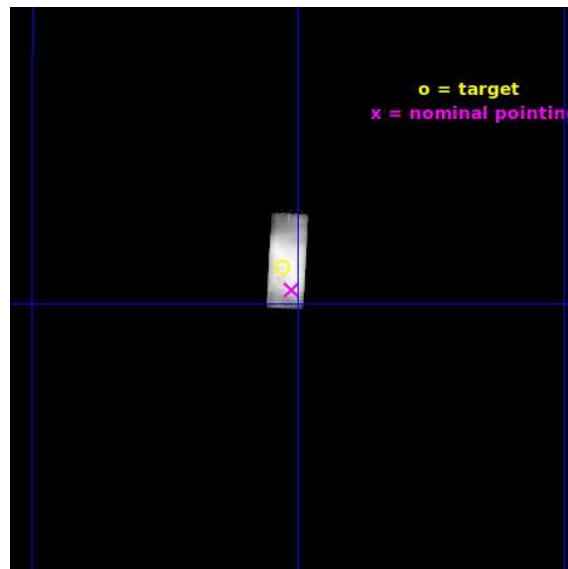 o = target
x = nominal pointin